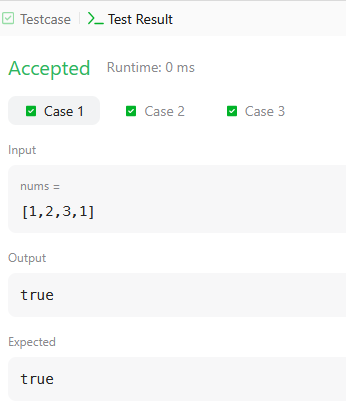 Testcase | Test Result
Accepted Runtime: 0 ms
Case 1 Case 2 Case 3
Input
nums =
[1,2,3,1]
Output
true
Expected
true